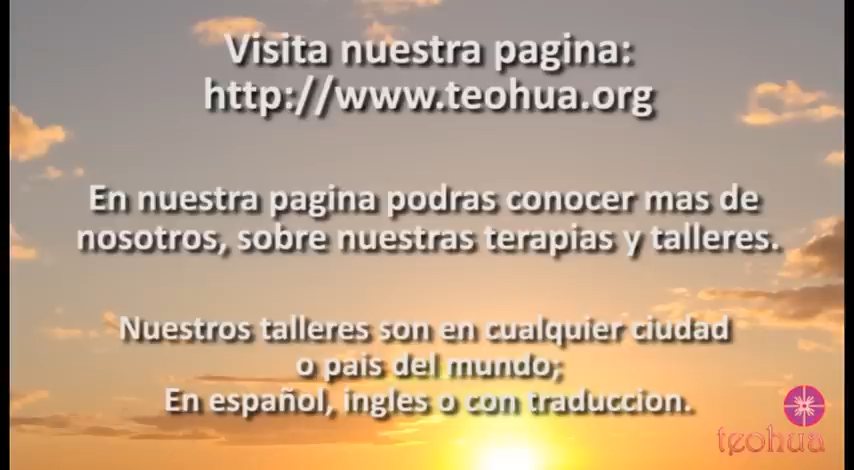 Visita nuestra pagina:
http://www.teohua.org
En nuestra pagina podras conocer mas de
nosotros, sobre nuestras terapias y talleres.
Nuestros talleres son en cualquier ciudad
o pais del mundo;
En español, ingles o con traduccion.
teohua